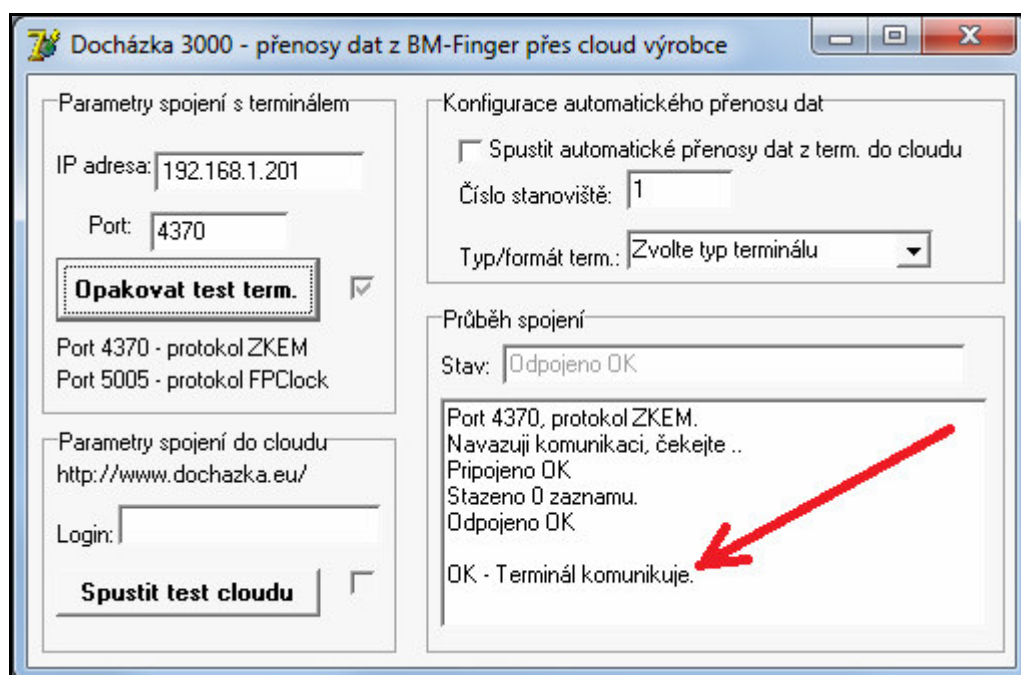 Docházka 3000 - přenosy dat z BM-Finger přes cloud výrobce
Parametry spojení s terminálem
IP adresa: 192.168.1.201
Port: 4370
Opakovat test term.
Port 4370 - protokol ZKEM
Port 5005 - protokol FPClock
Parametry spojení do cloudu
http://www.dochazka.eu/
Login:
Spustit test cloudu
Konfigurace automatického přenosu dat
Spustit automatické přenosy dat z term. do cloudu
Číslo stanoviště: 1
Typ/formát term.: Zvolte typ terminálu
Průběh spojení
Stav: Odpojeno OK
Port 4370, protokol ZKEM.
Navazuji komunikaci, čekejte ..
Pripojeno OK
Stazeno 0 zaznamu.
Odpojeno OK
OK - Terminál komunikuje.